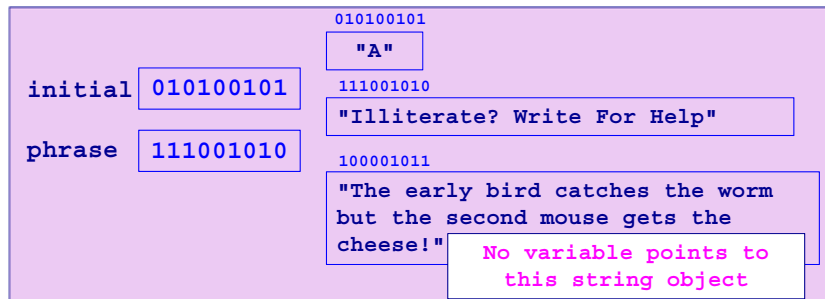 010100101
"A"
initial 010100101
111001010
"Illiterate? Write For Help"
phrase 111001010
100001011
"The early bird catches the worm
but the second mouse gets the
cheese!"
No variable points to
this string object